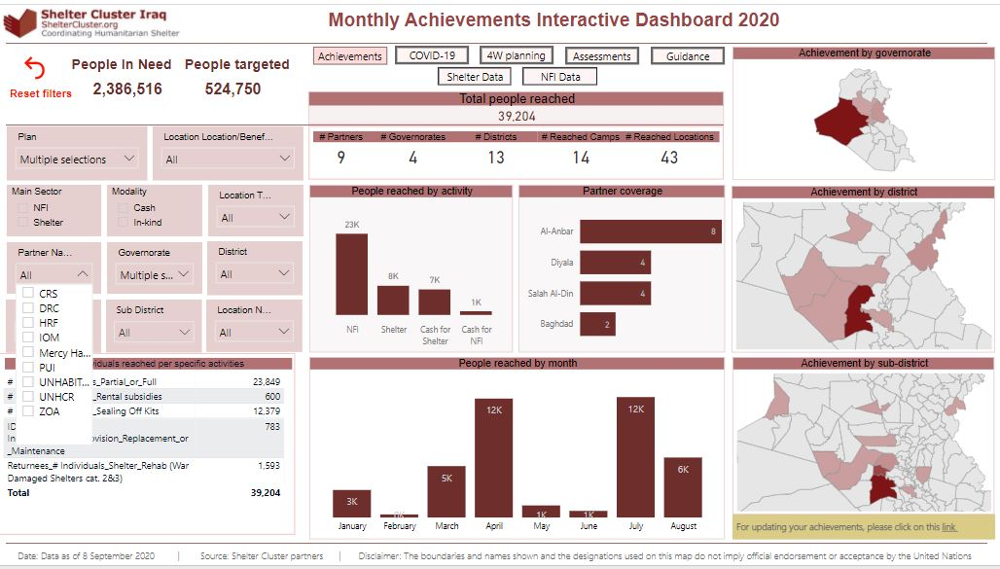 Shelter Cluster Iraq
ShelterCluster.org
Coordinating Humanitarian Shelter
Monthly Achievements Interactive Dashboard 2020
Reset filters
People In Need
2,386,516
People targeted
524,750
Achievements
COVID-19
4W planning
Assessments
Guidance
Shelter Data
NFI Data
Total people reached
39,204
# Partners
9
# Governorates
4
# Districts
13
# Reached Camps
14
# Reached Locations
43
Plan
Multiple selections
Location Location/Benef...
All
Main Sector
NFI
Shelter
Modality
Cash
In-kind
Location T...
All
Partner Na...
All
CRS
DRC
HRF
IOM
Mercy Ha...
PUI
UNHABIT...
UNHCR
ZOA
Governorate
Multiple s...
District
All
Sub District
All
Location N...
All
viduals reached per specific activities
# s_Partial_or_Full 23,849
# _Rental subsidies 600
# _Sealing Off Kits 12,379
ID 783
In ovision_Replacement_or
_Maintenance
Returnees_# Individuals_Shelter_Rehab (War 1,593
Damaged Shelters cat. 2&3)
Total 39,204
People reached by activity
23K
8K
7K
1K
NFI
Shelter
Cash for
Shelter
Cash for
NFI
Partner coverage
Al-Anbar 8
Diyala 4
Salah Al-Din 4
Baghdad 2
People reached by month
3K
0K
5K
12K
1K
1K
12K
6K
January
February
March
April
May
June
July
August
Achievement by governorate
Achievement by district
Achievement by sub-district
For updating your achievements, please click on this link.
Date: Data as of 8 September 2020 | Source: Shelter Cluster partners | Disclaimer: The boundaries and names shown and the designations used on this map do not imply official endorsement or acceptance by the United Nations